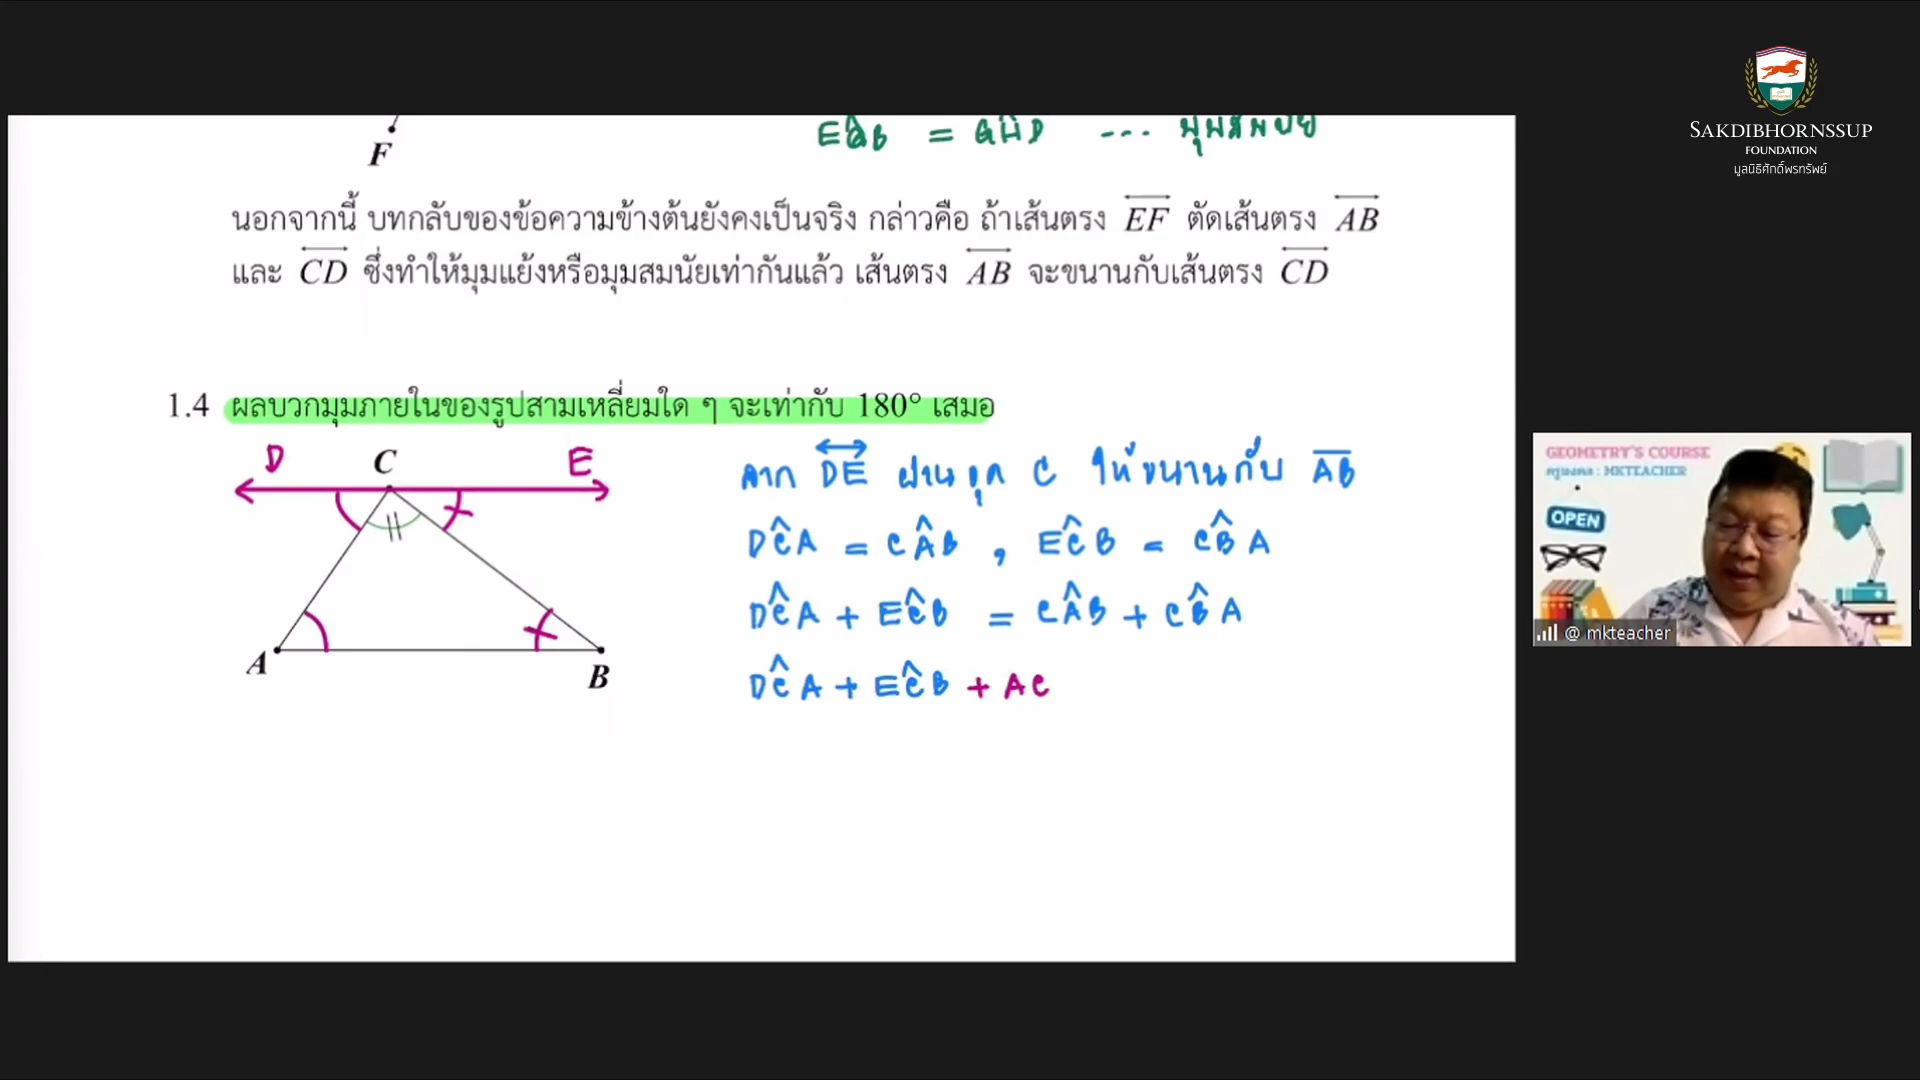 SAKDIBHORNSSUP
FOUNDATION
มูลนิธิศักดิ์พรทรัพย์
F
นอกจากนี้ บทกลับของข้อความข้างต้นยังคงเป็นจริง กล่าวคือ ถ้าเส้นตรง EF ตัดเส้นตรง AB
และ CD ซึ่งทำให้มุมแย้งหรือมุมสมนัยเท่ากันแล้ว เส้นตรง AB จะขนานกับเส้นตรง CD
1.4 ผลบวกมุมภายในของรูปสามเหลี่ยมใด ๆ จะเท่ากับ 180° เสมอ
D C E
A B
ลาก DE ผ่านจุด C ให้ขนานกับ AB
DĈA = CÂB , EĈB = CB̂A
DĈA + EĈB = CÂB + CB̂A
DĈA + EĈB + AC
GEOMETRY'S COURSE
ครูมงคล : MKTEACHER
OPEN
@ mkteacher